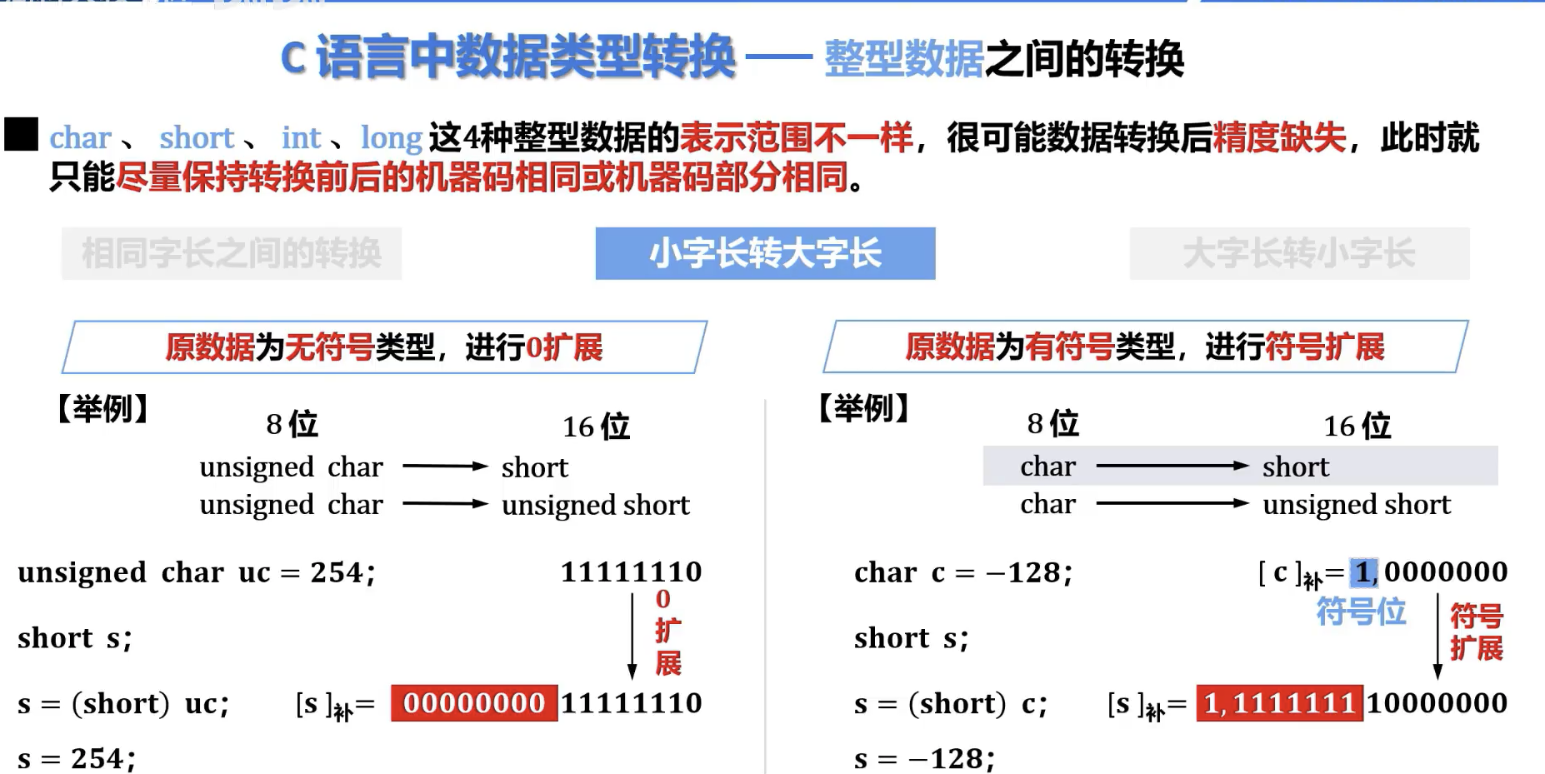 C 语言中数据类型转换 —— 整型数据之间的转换
char 、 short 、 int 、long 这4种整型数据的表示范围不一样，很可能数据转换后精度缺失，此时就
只能尽量保持转换前后的机器码相同或机器码部分相同。
相同字长之间的转换
小字长转大字长
大字长转小字长
原数据为无符号类型，进行0扩展
【举例】
8 位 16 位
unsigned char → short
unsigned char → unsigned short
unsigned char uc = 254; 11111110
0扩展
short s;
s = (short) uc; [s]补= 00000000 11111110
s = 254;
原数据为有符号类型，进行符号扩展
【举例】
8 位 16 位
char → short
char → unsigned short
char c = −128; [ c ]补= 1,0000000
符号位 符号扩展
short s;
s = (short) c; [s]补= 1,1111111 10000000
s = −128;